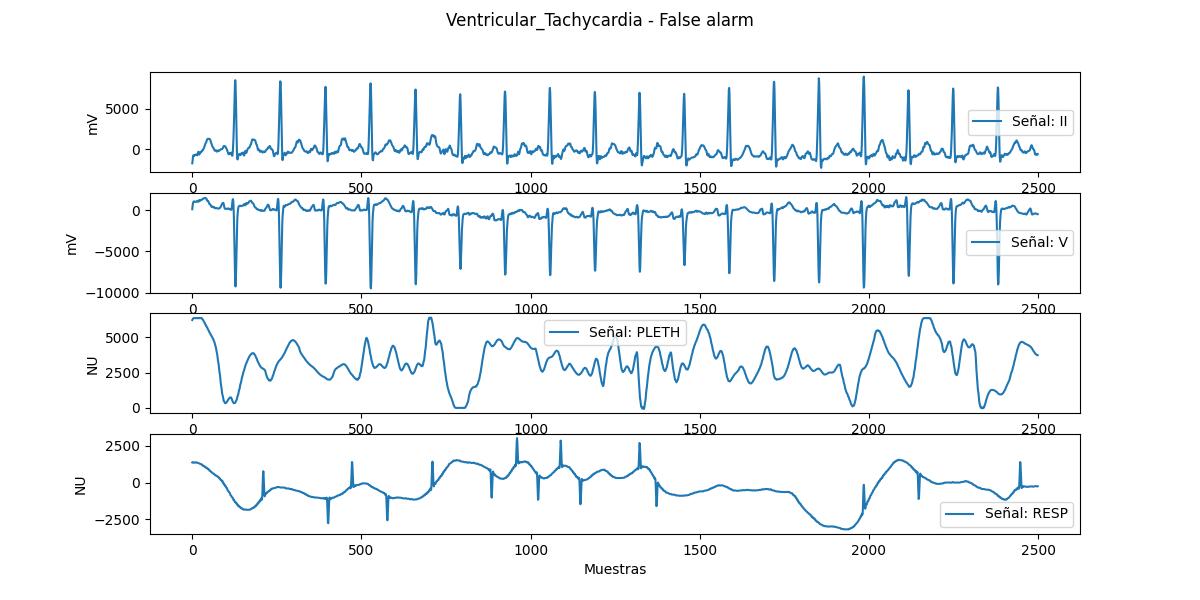 Ventricular_Tachycardia - False alarm
5000
0
mV
Señal: II
0 500 1000 1500 2000 2500
0
−5000
−10000
mV
Señal: V
0 500 1000 1500 2000 2500
5000
2500
0
NU
Señal: PLETH
0 500 1000 1500 2000 2500
2500
0
−2500
NU
Señal: RESP
0 500 1000 1500 2000 2500
Muestras